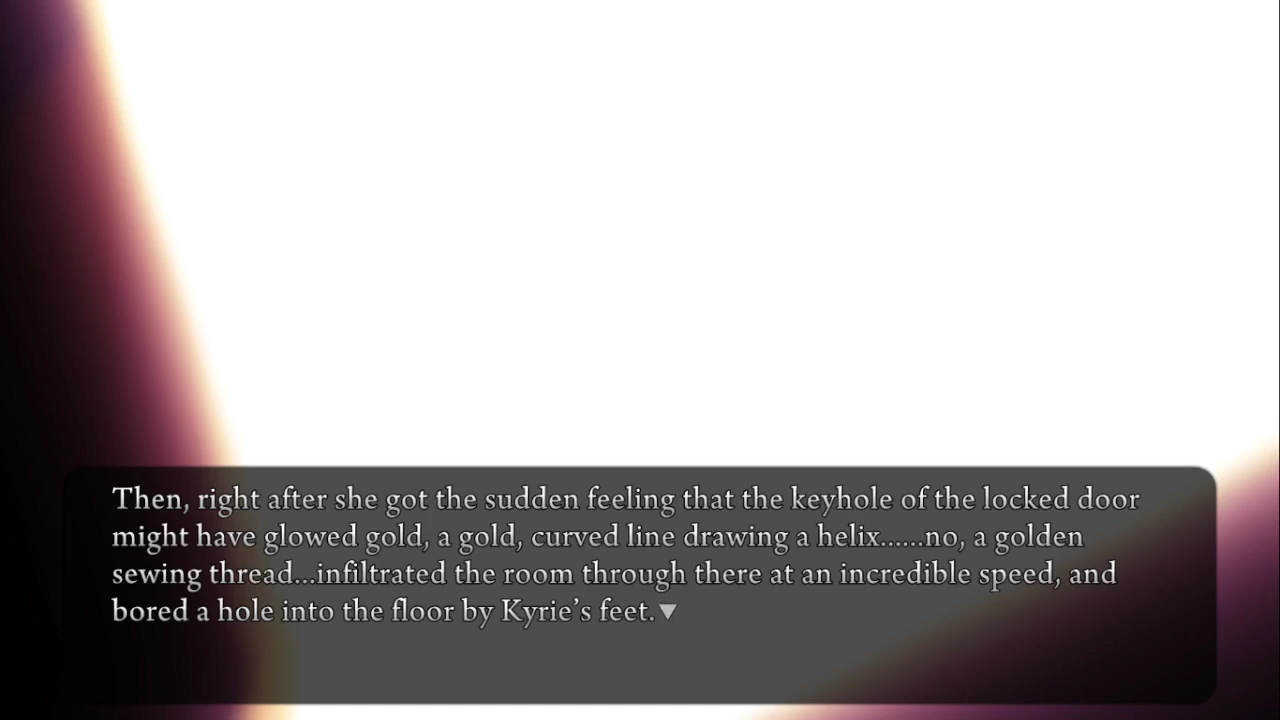 Then, right after she got the sudden feeling that the keyhole of the locked door
might have glowed gold, a gold, curved line drawing a helix......no, a golden
sewing thread...infiltrated the room through there at an incredible speed, and
bored a hole into the floor by Kyrie’s feet.▼